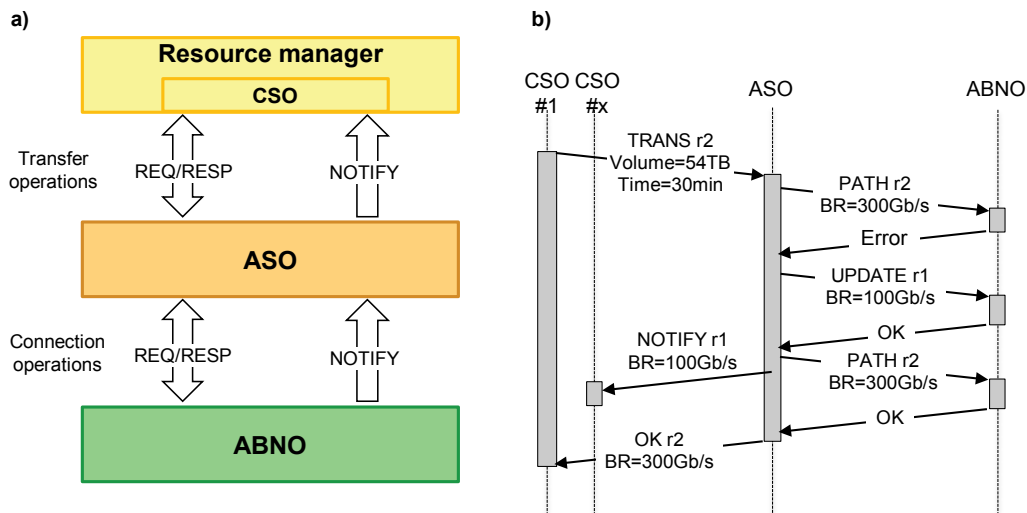 a)
Resource manager
CSO
Transfer
operations
REQ/RESP
NOTIFY
ASO
Connection
operations
REQ/RESP
NOTIFY
ABNO
b)
CSO
#1
CSO
#x
ASO
ABNO
TRANS r2
Volume=54TB
Time=30min
PATH r2
BR=300Gb/s
Error
UPDATE r1
BR=100Gb/s
OK
NOTIFY r1
BR=100Gb/s
PATH r2
BR=300Gb/s
OK
OK r2
BR=300Gb/s